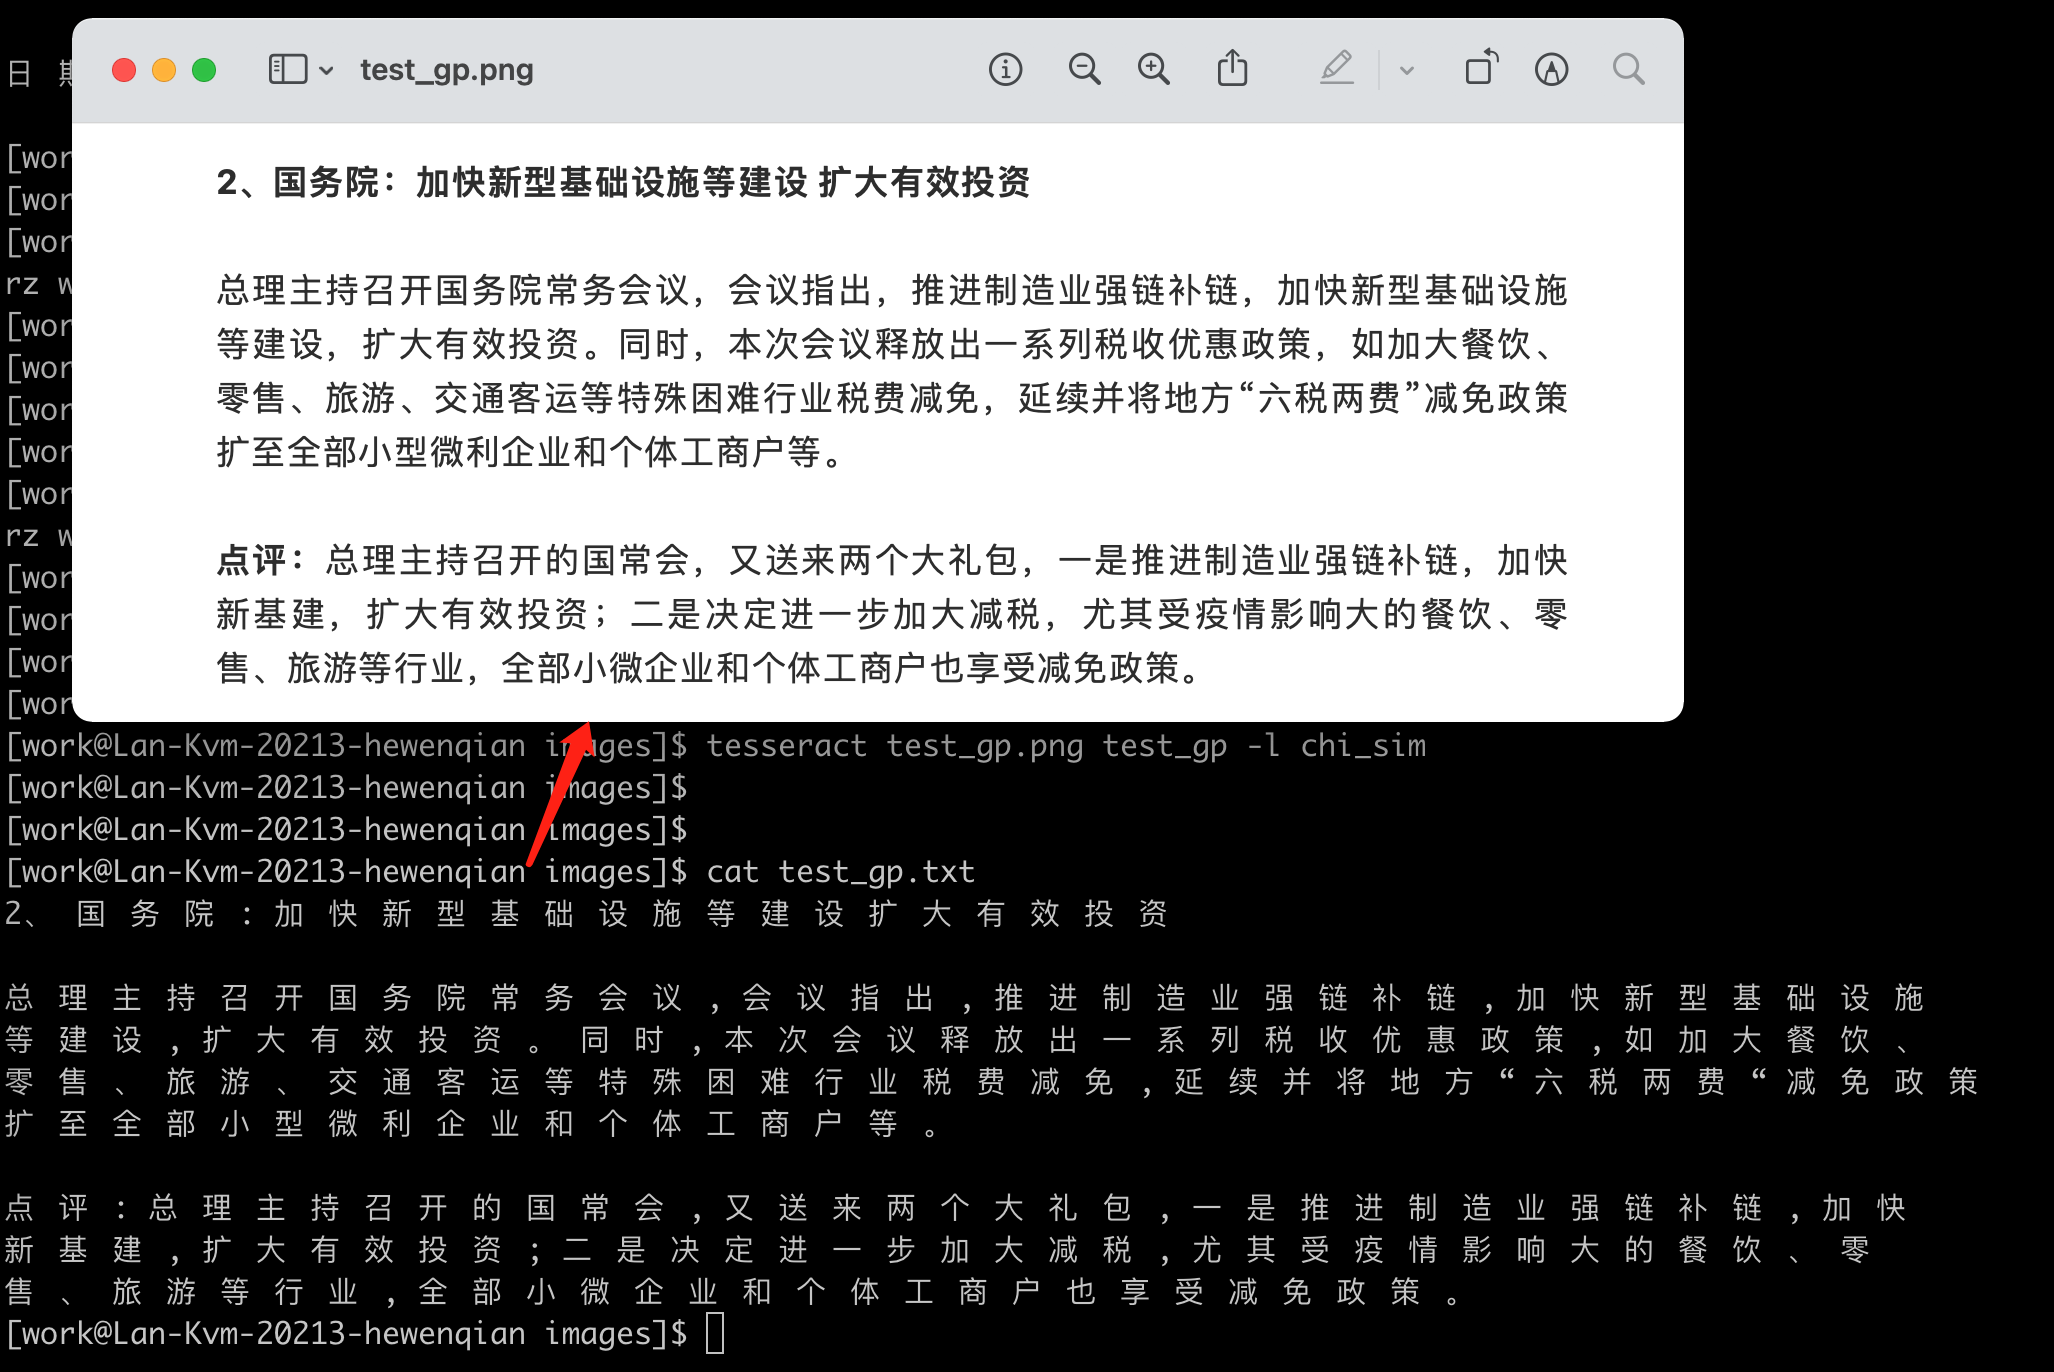 日 期
test_gp.png
[wor
[wor
[wor
rz w
[wor
[wor
[wor
[wor
[wor
rz w
[wor
[wor
[wor
[wor
2、国务院：加快新型基础设施等建设 扩大有效投资
总理主持召开国务院常务会议，会议指出，推进制造业强链补链，加快新型基础设施
等建设，扩大有效投资。同时，本次会议释放出一系列税收优惠政策，如加大餐饮、
零售、旅游、交通客运等特殊困难行业税费减免，延续并将地方“六税两费”减免政策
扩至全部小型微利企业和个体工商户等。
点评：总理主持召开的国常会，又送来两个大礼包，一是推进制造业强链补链，加快
新基建，扩大有效投资；二是决定进一步加大减税，尤其受疫情影响大的餐饮、零
售、旅游等行业，全部小微企业和个体工商户也享受减免政策。
[work@Lan-Kvm-20213-hewenqian images]$ tesseract test_gp.png test_gp -l chi_sim
[work@Lan-Kvm-20213-hewenqian images]$
[work@Lan-Kvm-20213-hewenqian images]$
[work@Lan-Kvm-20213-hewenqian images]$ cat test_gp.txt
2、 国 务 院 :加 快 新 型 基 础 设 施 等 建 设 扩 大 有 效 投 资
总 理 主 持 召 开 国 务 院 常 务 会 议 ,会 议 指 出 ,推 进 制 造 业 强 链 补 链 ,加 快 新 型 基 础 设 施
等 建 设 ,扩 大 有 效 投 资 。 同 时 ,本 次 会 议 释 放 出 一 系 列 税 收 优 惠 政 策 ,如 加 大 餐 饮 、
零 售 、 旅 游 、 交 通 客 运 等 特 殊 困 难 行 业 税 费 减 免 ,延 续 并 将 地 方 “ 六 税 两 费 “ 减 免 政 策
扩 至 全 部 小 型 微 利 企 业 和 个 体 工 商 户 等 。
点 评 :总 理 主 持 召 开 的 国 常 会 ,又 送 来 两 个 大 礼 包 ,一 是 推 进 制 造 业 强 链 补 链 ,加 快
新 基 建 ,扩 大 有 效 投 资 ;二 是 决 定 进 一 步 加 大 减 税 ,尤 其 受 疫 情 影 响 大 的 餐 饮 、 零
售 、 旅 游 等 行 业 ,全 部 小 微 企 业 和 个 体 工 商 户 也 享 受 减 免 政 策 。
[work@Lan-Kvm-20213-hewenqian images]$